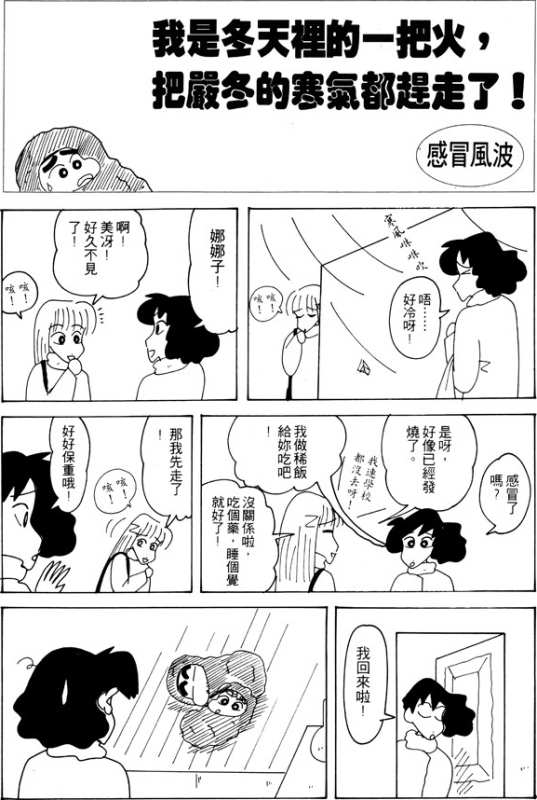 我是冬天裡的一把火，
把嚴冬的寒氣都趕走了！
感冒風波
寒風咻咻吹
唔……
好冷呀！
咳！
咳！
娜娜子！
啊！
美冴！
好久不見
了！
咳！
咳！
感冒了
嗎？
是呀，
好像已經發
燒了。
我連學校
都沒去呀！
我做稀飯
給妳吃吧
！
沒關係啦，
吃個藥，睡個覺
就好了！
那我先走了
！
咳！
咳！
好好保重哦！
我回來啦！